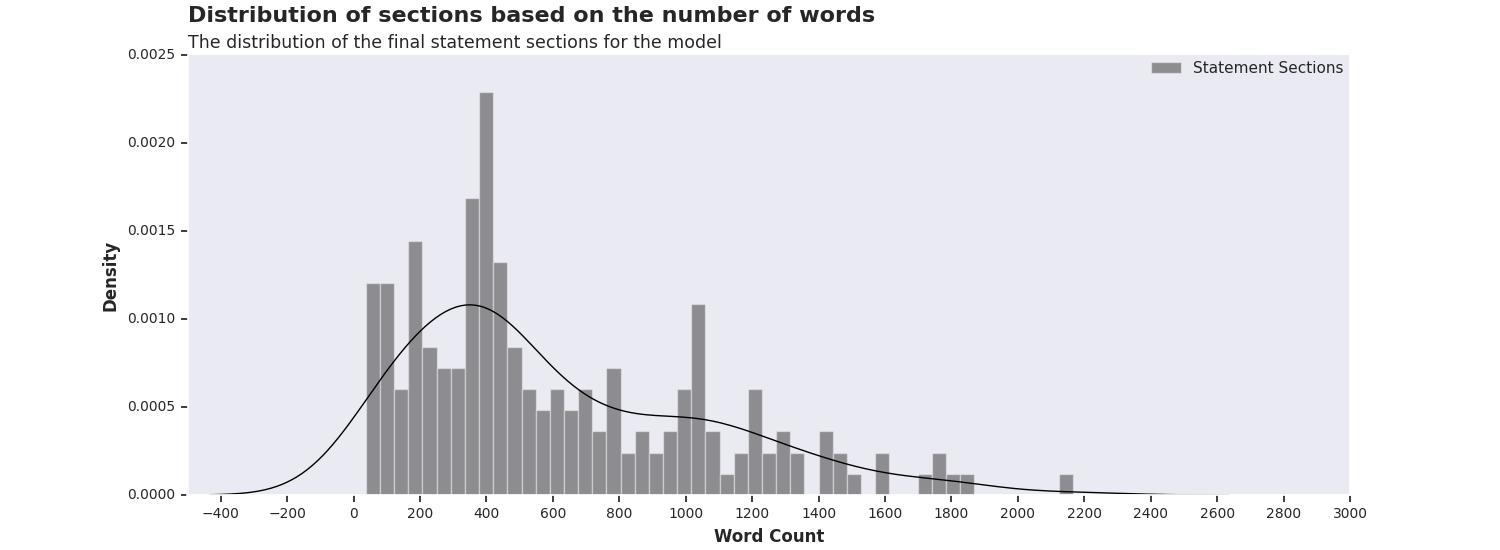 Distribution of sections based on the number of words
The distribution of the final statement sections for the model
Statement Sections
0.0025
0.0020
0.0015
0.0010
0.0005
0.0000
Density
−400 −200 0 200 400 600 800 1000 1200 1400 1600 1800 2000 2200 2400 2600 2800 3000
Word Count